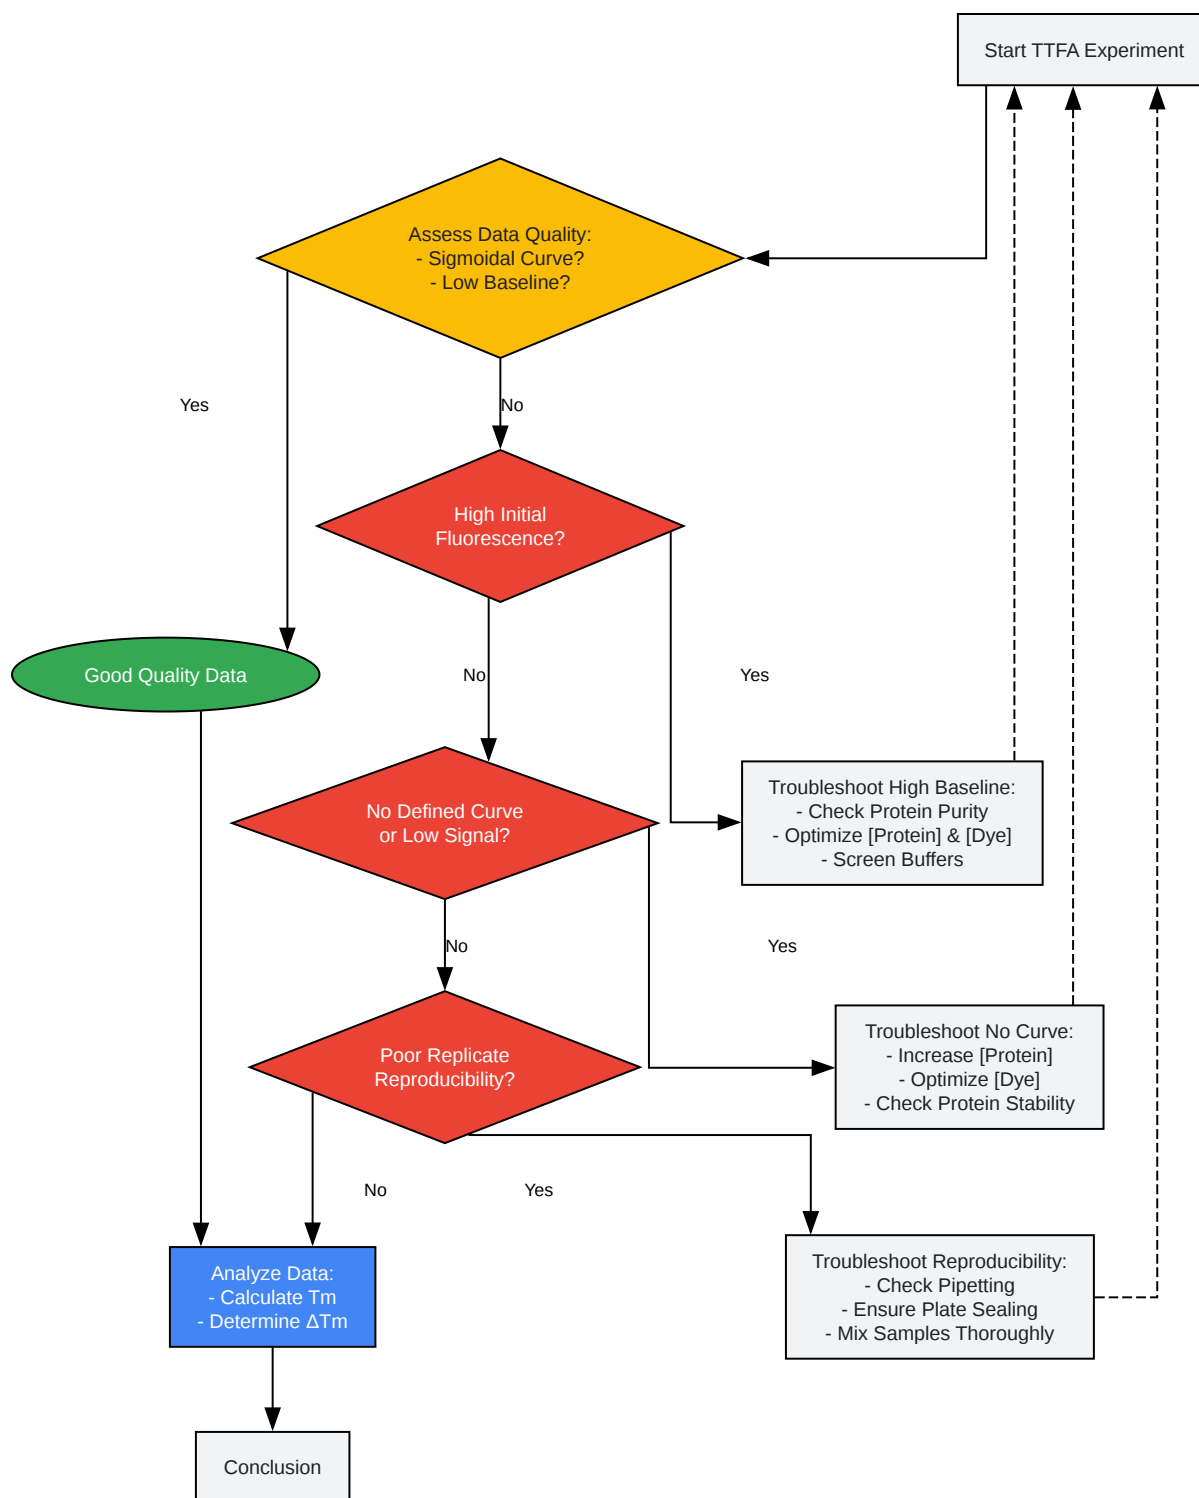 Start TTFA Experiment
Assess Data Quality:
- Sigmoidal Curve?
- Low Baseline?
Yes
No
High Initial
Fluorescence?
Good Quality Data
No
Yes
No Defined Curve
or Low Signal?
Troubleshoot High Baseline:
- Check Protein Purity
- Optimize [Protein] & [Dye]
- Screen Buffers
No
Yes
Poor Replicate
Reproducibility?
Troubleshoot No Curve:
- Increase [Protein]
- Optimize [Dye]
- Check Protein Stability
No
Yes
Analyze Data:
- Calculate Tm
- Determine ΔTm
Troubleshoot Reproducibility:
- Check Pipetting
- Ensure Plate Sealing
- Mix Samples Thoroughly
Conclusion